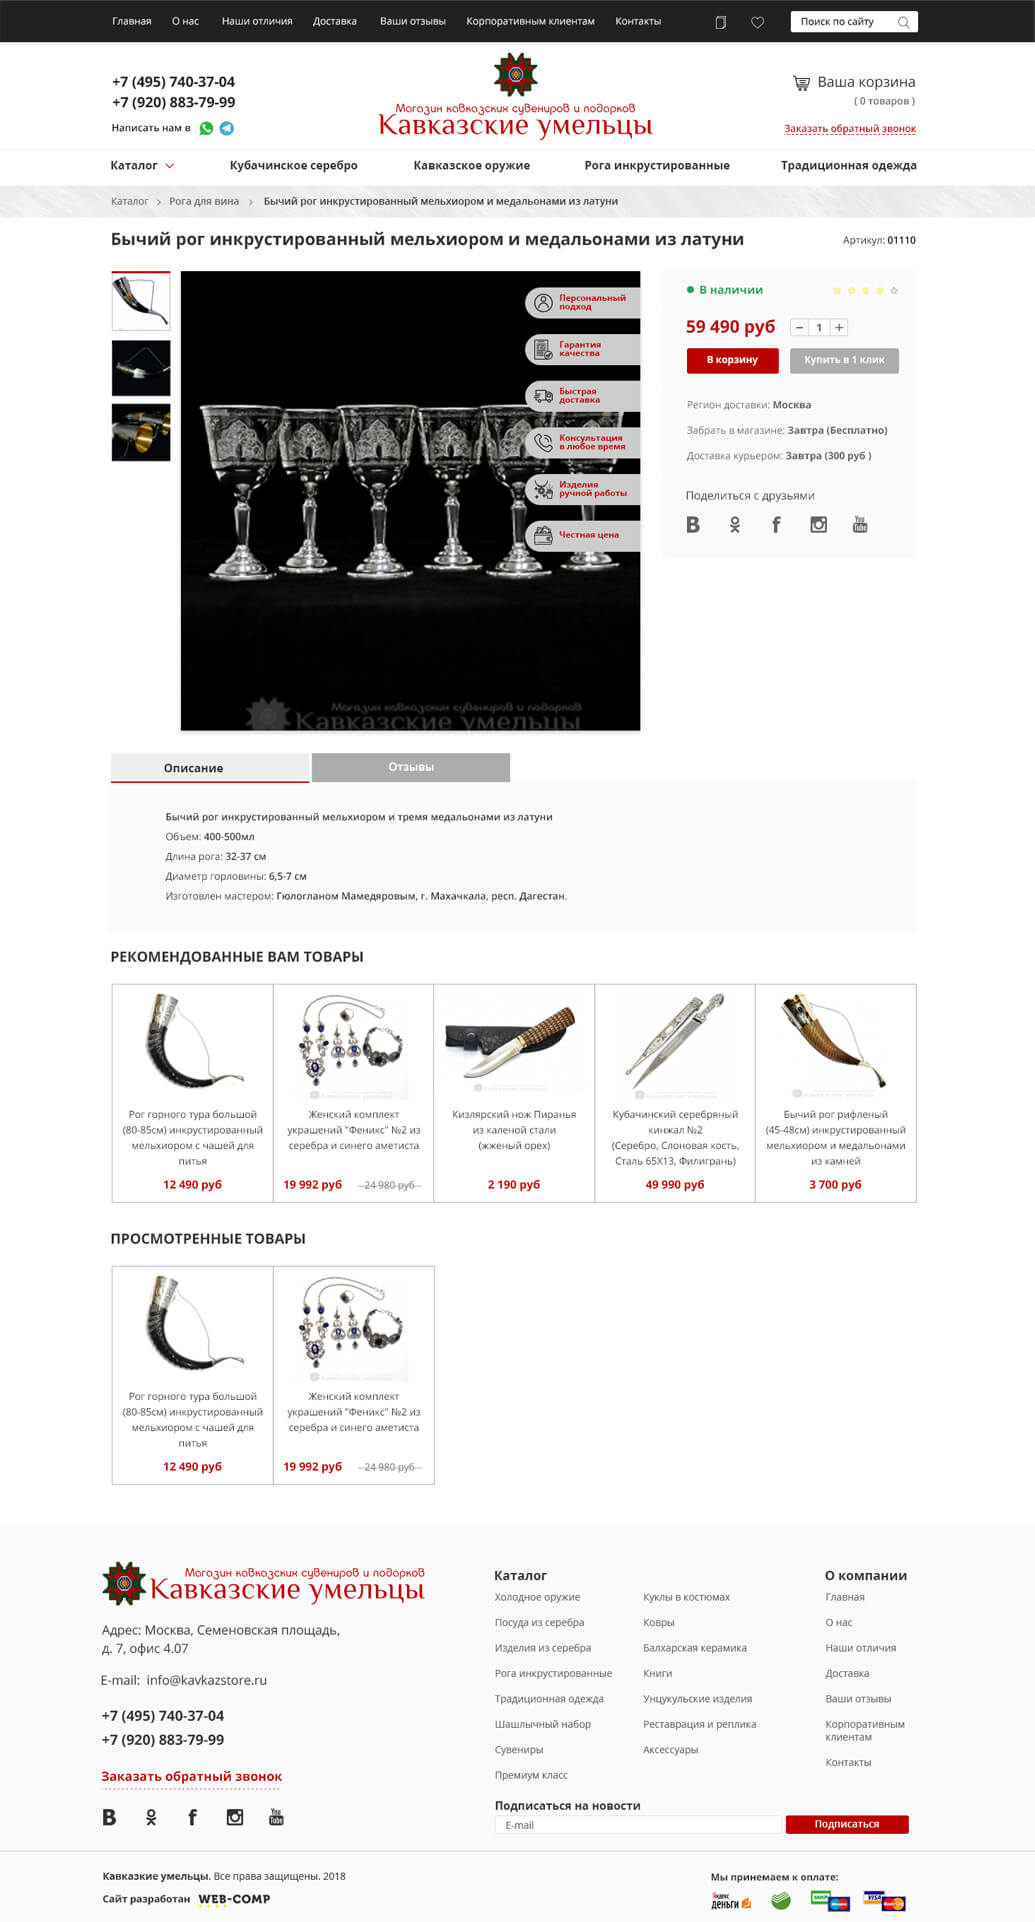 Главная О нас Наши отличия Доставка Ваши отзывы Корпоративным клиентам Контакты Поиск по сайту
+7 (495) 740-37-04
+7 (920) 883-79-99
Написать нам в
Магазин кавказских сувениров и подарков
Кавказские умельцы
Ваша корзина
( 0 товаров )
Заказать обратный звонок
Каталог Кубачинское серебро Кавказское оружие Рога инкрустированные Традиционная одежда
Каталог > Рога для вина > Бычий рог инкрустированный мельхиором и медальонами из латуни
Бычий рог инкрустированный мельхиором и медальонами из латуни
Артикул: 01110
Персональный
подход
Гарантия
качества
Быстрая
доставка
Консультация
в любое время
Изделия
ручной работы
Честная цена
Магазин кавказских сувениров и подарков
Кавказские умельцы
В наличии
59 490 руб − 1 +
В корзину Купить в 1 клик
Регион доставки: Москва
Забрать в магазине: Завтра (Бесплатно)
Доставка курьером: Завтра (300 руб )
Поделиться с друзьями
You
Tube
Описание Отзывы
Бычий рог инкрустированный мельхиором и тремя медальонами из латуни
Объем: 400-500мл
Длина рога: 32-37 см
Диаметр горловины: 6,5-7 см
Изготовлен мастером: Гюлогланом Мамедяровым, г. Махачкала, респ. Дагестан.
РЕКОМЕНДОВАННЫЕ ВАМ ТОВАРЫ
Рог горного тура большой
(80-85см) инкрустированный
мельхиором с чашей для
питья
12 490 руб
Женский комплект
украшений "Феникс" №2 из
серебра и синего аметиста
19 992 руб 24 980 руб
Кизлярский нож Пиранья
из каленой стали
(жженый орех)
2 190 руб
Кубачинский серебряный
кинжал №2
(Серебро, Слоновая кость,
Сталь 65Х13, Филигрань)
49 990 руб
Бычий рог рифленый
(45-48см) инкрустированный
мельхиором и медальонами
из камней
3 700 руб
ПРОСМОТРЕННЫЕ ТОВАРЫ
Рог горного тура большой
(80-85см) инкрустированный
мельхиором с чашей для
питья
12 490 руб
Женский комплект
украшений "Феникс" №2 из
серебра и синего аметиста
19 992 руб 24 980 руб
Магазин кавказских сувениров и подарков
Кавказские умельцы
Адрес: Москва, Семеновская площадь,
д. 7, офис 4.07
E-mail: info@kavkazstore.ru
+7 (495) 740-37-04
+7 (920) 883-79-99
Заказать обратный звонок
You
Tube
Каталог
Холодное оружие
Посуда из серебра
Изделия из серебра
Рога инкрустированные
Традиционная одежда
Шашлычный набор
Сувениры
Премиум класс
Куклы в костюмах
Ковры
Балхарская керамика
Книги
Унцукульские изделия
Реставрация и реплика
Аксессуары
О компании
Главная
О нас
Наши отличия
Доставка
Ваши отзывы
Корпоративным
клиентам
Контакты
Подписаться на новости
E-mail Подписаться
Кавказкие умельцы. Все права защищены. 2018
Сайт разработан WEB-COMP
Мы принимаем к оплате:
Яндекс
деньги
МИР
VISA